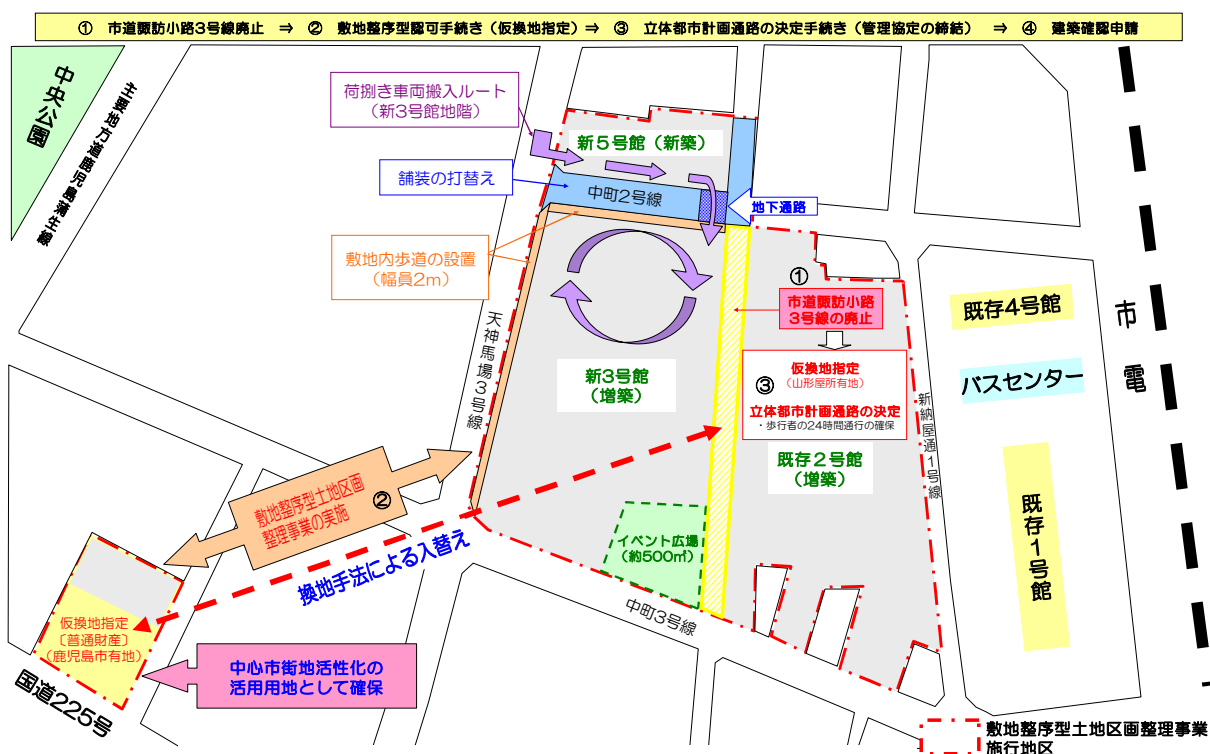 ① 市道諏訪小路3号線廃止 ⇒ ② 敷地整序型認可手続き(仮換地指定)⇒ ③ 立体都市計画通路の決定手続き(管理協定の締結) ⇒ ④ 建築確認申請
中央公園
主要地方道鹿児島蒲生線
荷捌き車両搬入ルート
(新3号館地階)
新5号館(新築)
舗装の打替え
中町2号線
地下通路
敷地内歩道の設置
(幅員2m)
①
市道諏訪小路
3号線の廃止
既存4号館
市電
天神馬場3号線
新3号館
(増築)
③
仮換地指定
(山形屋所有地)
立体都市計画通路の決定
・歩行者の24時間通行の確保
バスセンター
新納屋通1号線
既存2号館
(増築)
敷地整序型土地区画
整理事業の実施
②
換地手法による入替え
イベント広場
(約500㎡)
既存1号館
中町3号線
仮換地指定
〔普通財産〕
(鹿児島市有地)
中心市街地活性化の
活用用地として確保
国道225号
敷地整序型土地区画整理事業
施行地区